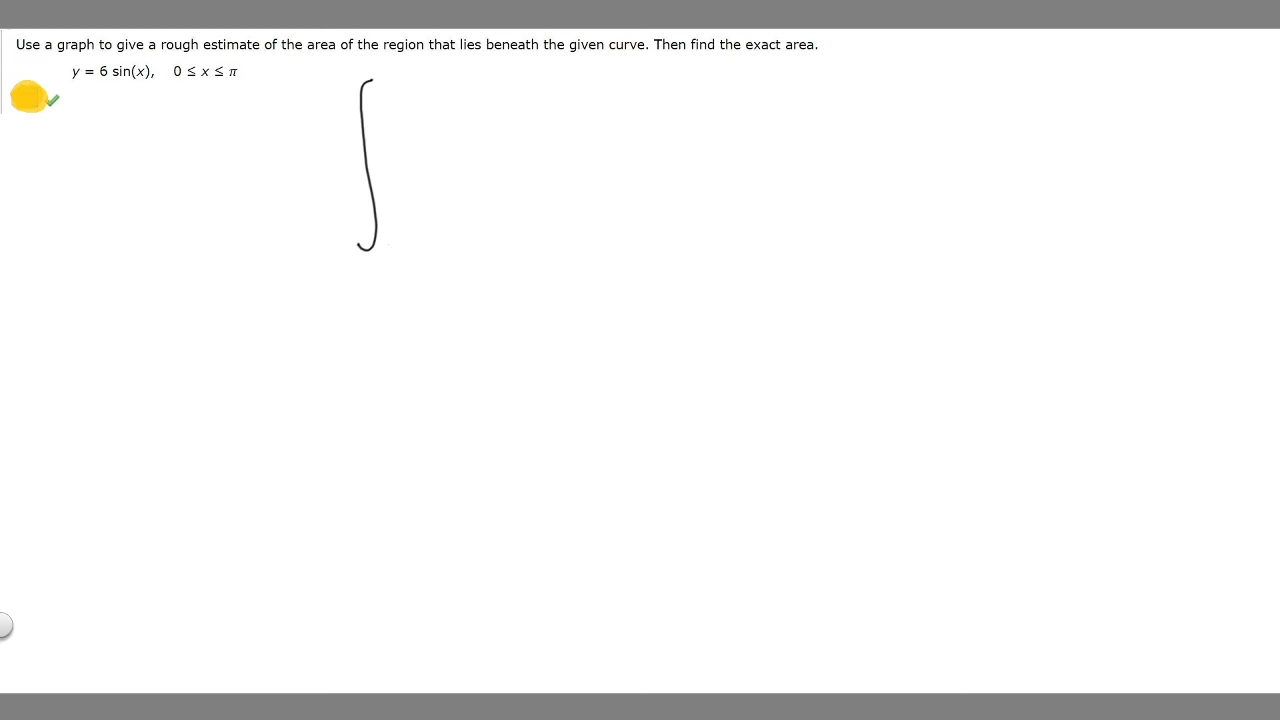 Use a graph to give a rough estimate of the area of the region that lies beneath the given curve. Then find the exact area.
y = 6 sin(x), 0 ≤ x ≤ π
∫